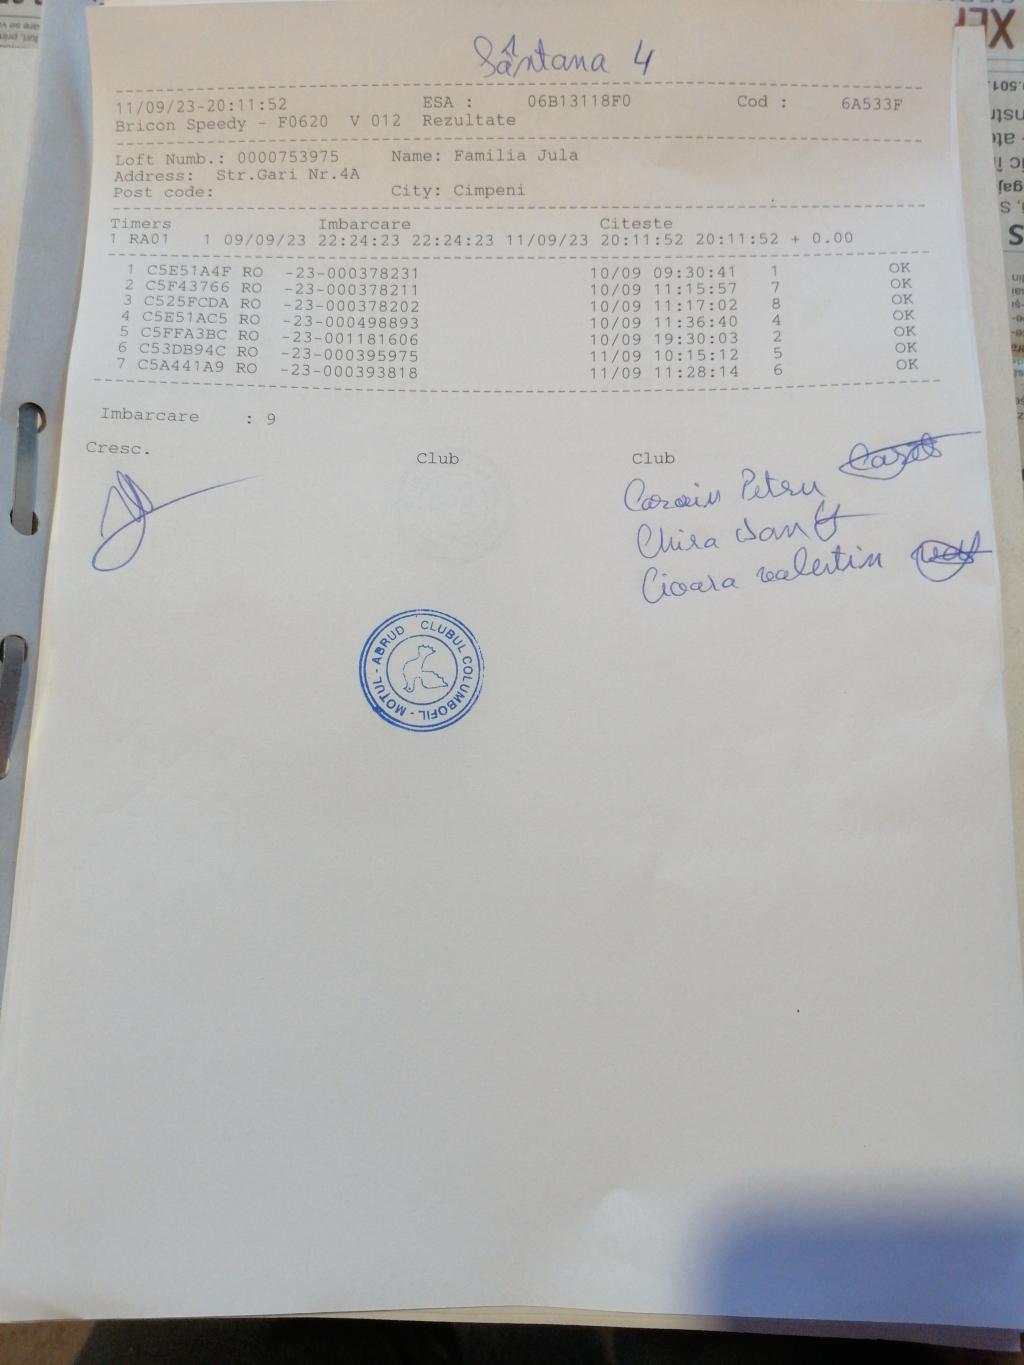 Sântana 4
11/09/23-20:11:52 ESA : 06B13118F0 Cod : 6A533F
Bricon Speedy - F0620 V 012 Rezultate
Loft Numb.: 0000753975 Name: Familia Jula
Address: Str.Gari Nr.4A
Post code: City: Cimpeni
Timers Imbarcare Citeste
1 RA01 1 09/09/23 22:24:23 22:24:23 11/09/23 20:11:52 20:11:52 + 0.00
1 C5E51A4F RO -23-000378231 10/09 09:30:41 1 OK
2 C5F43766 RO -23-000378211 10/09 11:15:57 7 OK
3 C525FCDA RO -23-000378202 10/09 11:17:02 8 OK
4 C5E51AC5 RO -23-000498893 10/09 11:36:40 4 OK
5 C5FFA3BC RO -23-001181606 10/09 19:30:03 2 OK
6 C53DB94C RO -23-000395975 11/09 10:15:12 5 OK
7 C5A441A9 RO -23-000393818 11/09 11:28:14 6 OK
Imbarcare : 9
Cresc. Club Club
Petru
Chira Dan
Cioara Valentin
CLUBUL COLUMBOFIL - MOTUL - ABRUD